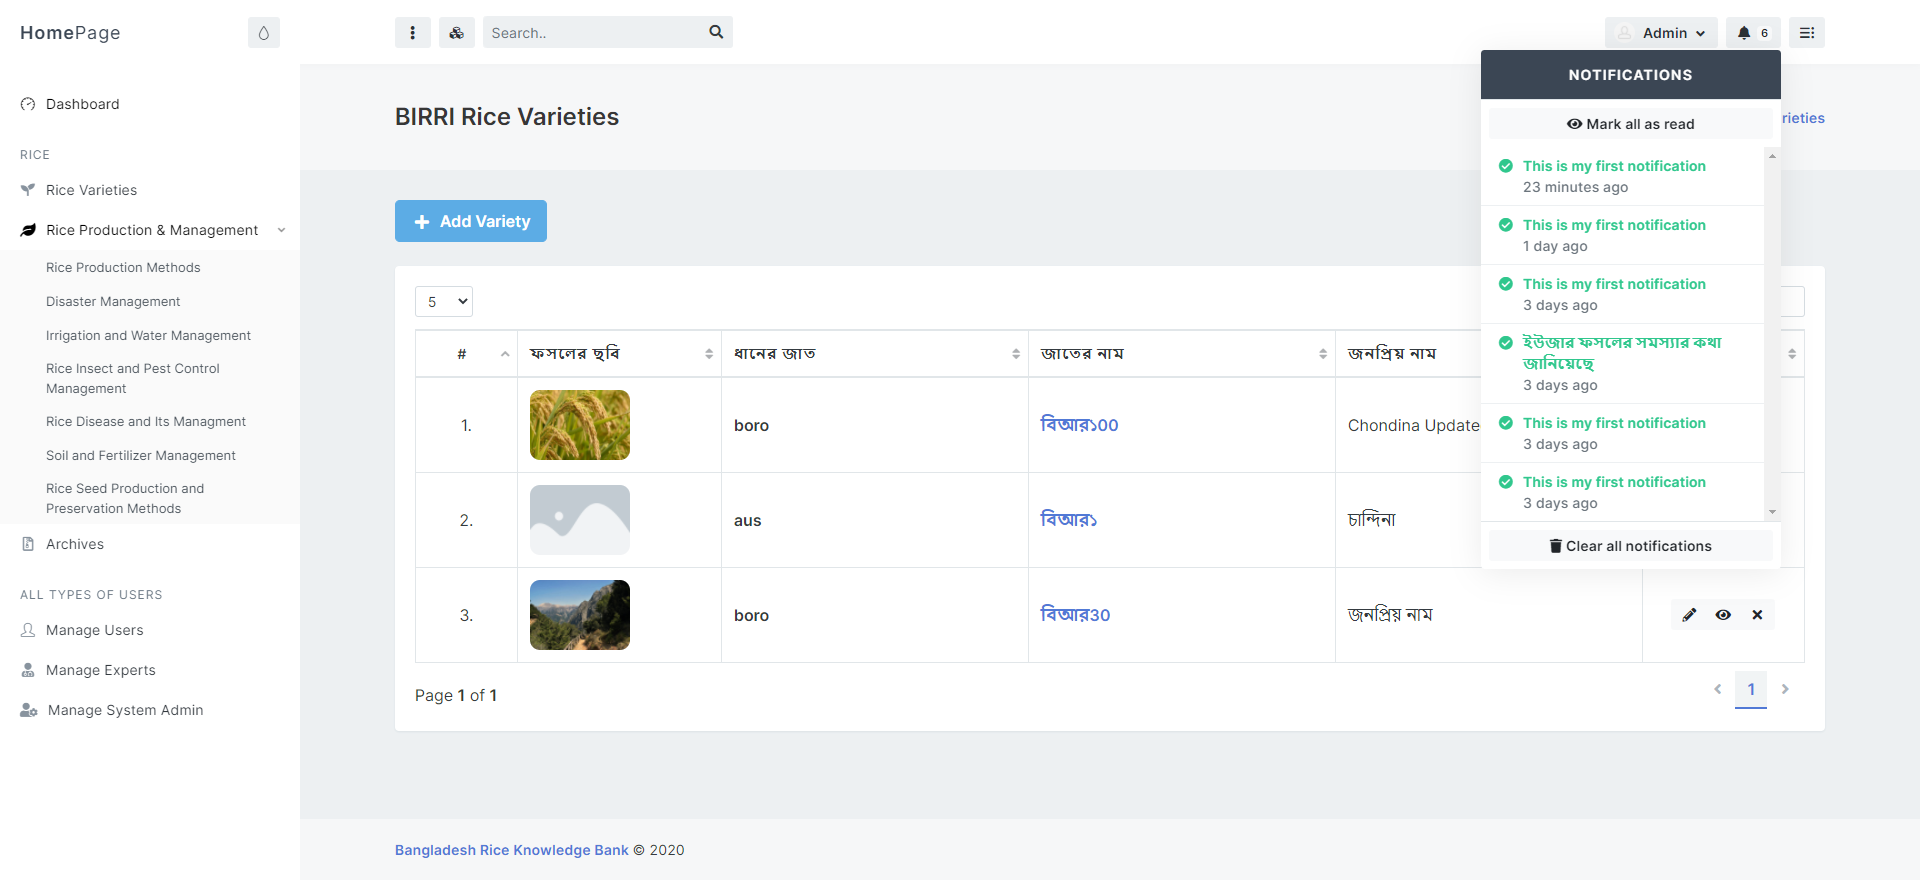 HomePage
Search..
Admin
6
Dashboard
RICE
Rice Varieties
Rice Production & Management
Rice Production Methods
Disaster Management
Irrigation and Water Management
Rice Insect and Pest Control
Management
Rice Disease and Its Managment
Soil and Fertilizer Management
Rice Seed Production and
Preservation Methods
Archives
ALL TYPES OF USERS
Manage Users
Manage Experts
Manage System Admin
BIRRI Rice Varieties
rieties
Add Variety
5
# ফসলের ছবি ধানের জাত জাতের নাম জনপ্রিয় নাম
1. boro বিআর১00 Chondina Update
2. aus বিআর১ চান্দিনা
3. boro বিআর30 জনপ্রিয় নাম
Page 1 of 1
1
NOTIFICATIONS
Mark all as read
This is my first notification
23 minutes ago
This is my first notification
1 day ago
This is my first notification
3 days ago
ইউজার ফসলের সমস্যার কথা
জানিয়েছে
3 days ago
This is my first notification
3 days ago
This is my first notification
3 days ago
Clear all notifications
Bangladesh Rice Knowledge Bank © 2020